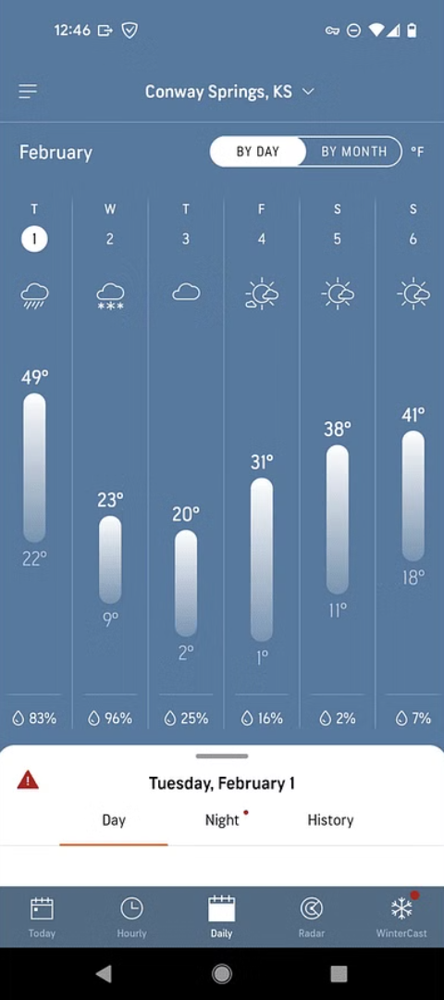 12:46
Conway Springs, KS
February BY DAY BY MONTH °F
T W T F S S
1 2 3 4 5 6
49° 23° 20° 31° 38° 41°
22° 9° 2° 1° 11° 18°
83% 96% 25% 16% 2% 7%
Tuesday, February 1
Day Night History
Today Hourly Daily Radar WinterCast